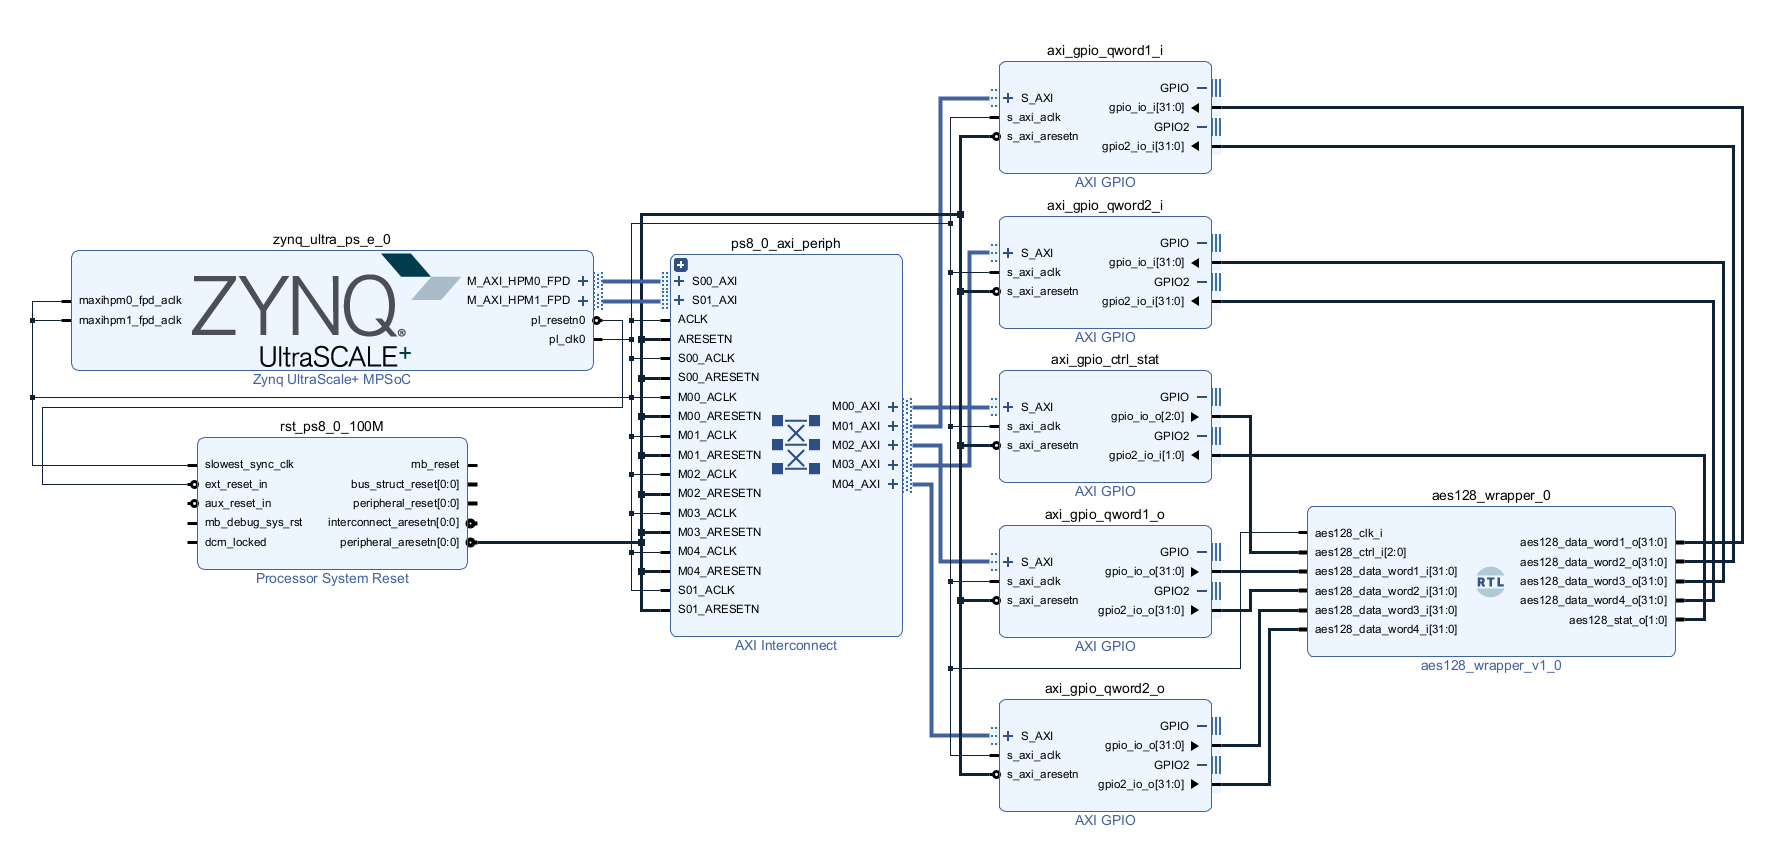 zynq_ultra_ps_e_0
maxihpm0_fpd_aclk
maxihpm1_fpd_aclk
ZYNQ®
UltraSCALE+
M_AXI_HPM0_FPD
M_AXI_HPM1_FPD
pl_resetn0
pl_clk0
Zynq UltraScale+ MPSoC
rst_ps8_0_100M
slowest_sync_clk
ext_reset_in
aux_reset_in
mb_debug_sys_rst
dcm_locked
mb_reset
bus_struct_reset[0:0]
peripheral_reset[0:0]
interconnect_aresetn[0:0]
peripheral_aresetn[0:0]
Processor System Reset
ps8_0_axi_periph
S00_AXI
S01_AXI
ACLK
ARESETN
S00_ACLK
S00_ARESETN
M00_ACLK
M00_ARESETN
M01_ACLK
M01_ARESETN
M02_ACLK
M02_ARESETN
M03_ACLK
M03_ARESETN
M04_ACLK
M04_ARESETN
S01_ACLK
S01_ARESETN
M00_AXI
M01_AXI
M02_AXI
M03_AXI
M04_AXI
AXI Interconnect
axi_gpio_qword1_i
S_AXI
s_axi_aclk
s_axi_aresetn
GPIO
gpio_io_i[31:0]
GPIO2
gpio2_io_i[31:0]
AXI GPIO
axi_gpio_qword2_i
S_AXI
s_axi_aclk
s_axi_aresetn
GPIO
gpio_io_i[31:0]
GPIO2
gpio2_io_i[31:0]
AXI GPIO
axi_gpio_ctrl_stat
S_AXI
s_axi_aclk
s_axi_aresetn
GPIO
gpio_io_o[2:0]
GPIO2
gpio2_io_i[1:0]
AXI GPIO
axi_gpio_qword1_o
S_AXI
s_axi_aclk
s_axi_aresetn
GPIO
gpio_io_o[31:0]
GPIO2
gpio2_io_o[31:0]
AXI GPIO
axi_gpio_qword2_o
S_AXI
s_axi_aclk
s_axi_aresetn
GPIO
gpio_io_o[31:0]
GPIO2
gpio2_io_o[31:0]
AXI GPIO
aes128_wrapper_0
aes128_clk_i
aes128_ctrl_i[2:0]
aes128_data_word1_i[31:0]
aes128_data_word2_i[31:0]
aes128_data_word3_i[31:0]
aes128_data_word4_i[31:0]
RTL
aes128_data_word1_o[31:0]
aes128_data_word2_o[31:0]
aes128_data_word3_o[31:0]
aes128_data_word4_o[31:0]
aes128_stat_o[1:0]
aes128_wrapper_v1_0